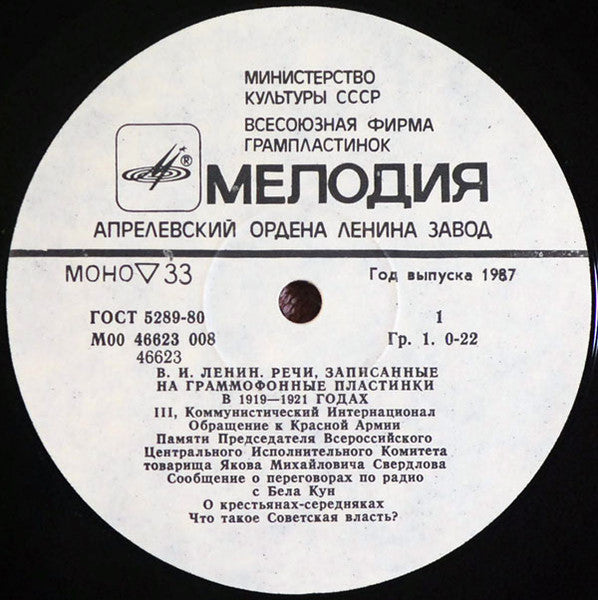 МИНИСТЕРСТВО
КУЛЬТУРЫ СССР
ВСЕСОЮЗНАЯ ФИРМА
ГРАМПЛАСТИНОК
®
МЕЛОДИЯ
АПРЕЛЕВСКИЙ ОРДЕНА ЛЕНИНА ЗАВОД
МОНО ▽ 33
Год выпуска 1987
ГОСТ 5289-80
1
М00 46623 008
Гр. 1. 0-22
46623
В. И. ЛЕНИН. РЕЧИ, ЗАПИСАННЫЕ
НА ГРАММОФОННЫЕ ПЛАСТИНКИ
В 1919—1921 ГОДАХ
III, Коммунистический Интернационал
Обращение к Красной Армии
Памяти Председателя Всероссийского
Центрального Исполнительного Комитета
товарища Якова Михайловича Свердлова
Сообщение о переговорах по радио
с Бела Кун
О крестьянах-середняках
Что такое Советская власть?